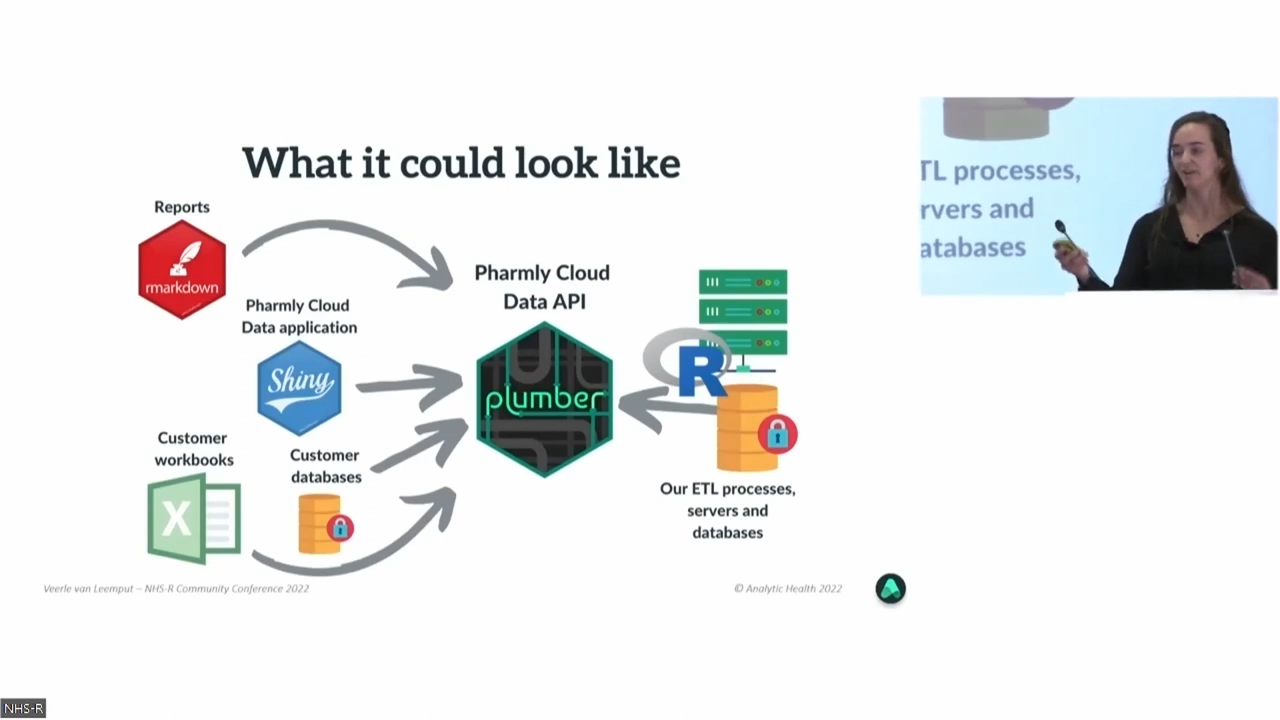 What it could look like
Reports
rmarkdown
Pharmly Cloud
Data application
Shiny
Customer
workbooks
X
Customer
databases
Pharmly Cloud
Data API
plumber
R
Our ETL processes,
servers and
databases
Veerle van Leemput – NHS-R Community Conference 2022
© Analytic Health 2022
TL processes,
rvers and
atabases
NHS-R